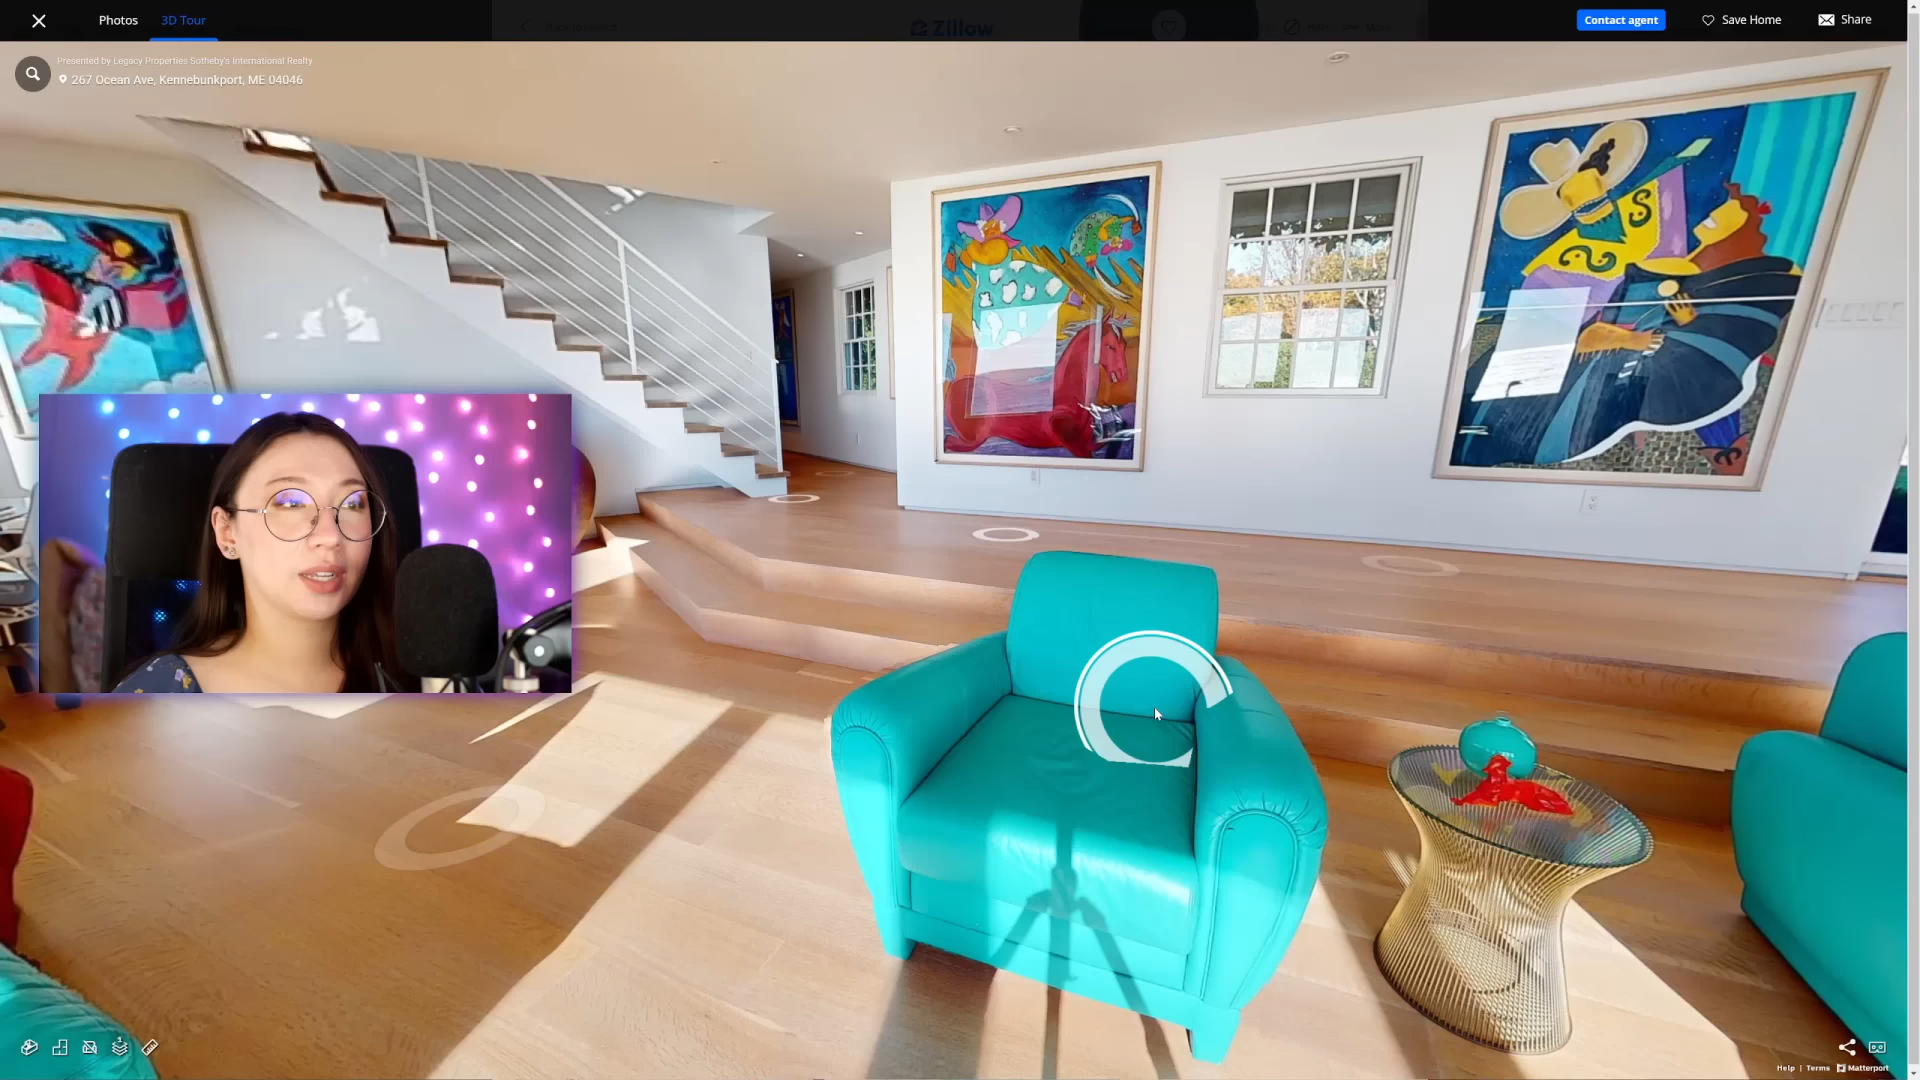 Photos
3D Tour
Zillow
Contact agent
Save Home
Share
Presented by Legacy Properties Sotheby's International Realty
267 Ocean Ave, Kennebunkport, ME 04046
Help | Terms
Matterport